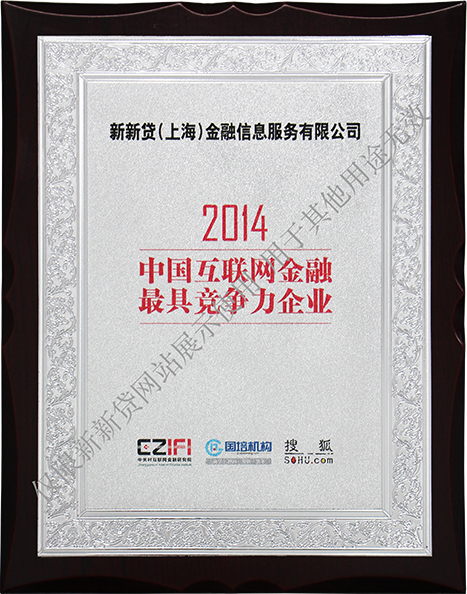 新新贷(上海)金融信息服务有限公司
2014
中国互联网金融
最具竞争力企业
CZIFI
中关村互联网金融研究院
国培机构
搜狐
SOHU.com
仅供新新贷网站展示使用,用于其他用途无效